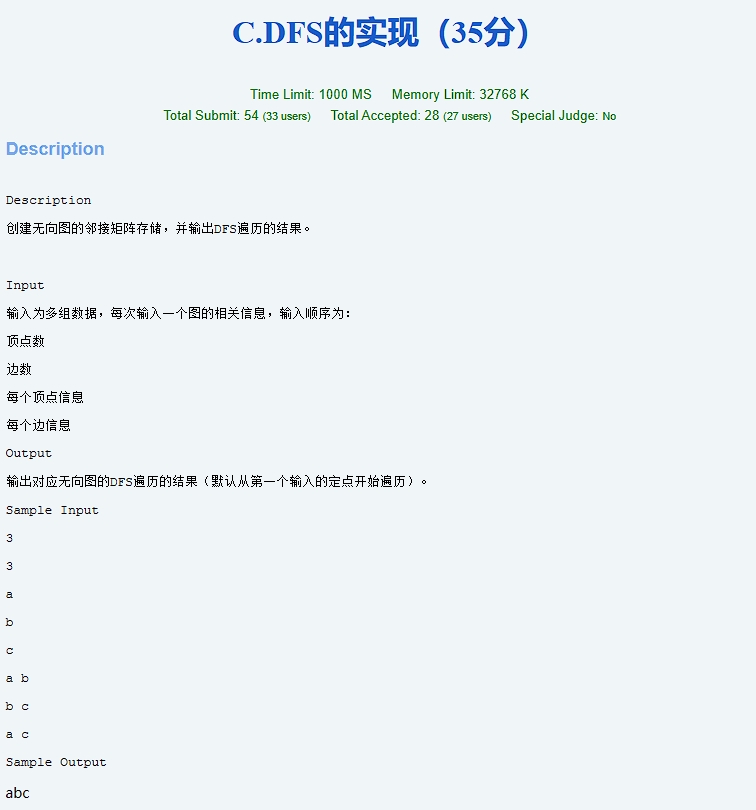 C.DFS的实现（35分）
Time Limit: 1000 MS Memory Limit: 32768 K
Total Submit: 54 (33 users) Total Accepted: 28 (27 users) Special Judge: No
Description
Description
创建无向图的邻接矩阵存储，并输出DFS遍历的结果。
Input
输入为多组数据，每次输入一个图的相关信息，输入顺序为：
顶点数
边数
每个顶点信息
每个边信息
Output
输出对应无向图的DFS遍历的结果（默认从第一个输入的定点开始遍历）。
Sample Input
3
3
a
b
c
a b
b c
a c
Sample Output
abc